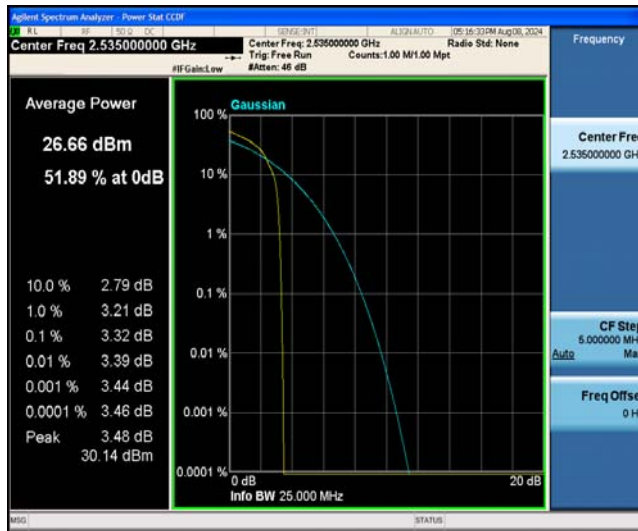 Agilent Spectrum Analyzer - Power Stat CCDF
RL RF 50 Ω DC SENSE:INT ALIGN AUTO 05:16:33 PM Aug 08, 2024
Center Freq 2.535000000 GHz
Center Freq: 2.535000000 GHz Radio Std: None
Trig: Free Run Counts:1.00 M/1.00 Mpt
#IFGain:Low #Atten: 46 dB
Frequency
Average Power
26.66 dBm
51.89 % at 0dB
10.0 % 2.79 dB
1.0 % 3.21 dB
0.1 % 3.32 dB
0.01 % 3.39 dB
0.001 % 3.44 dB
0.0001 % 3.46 dB
Peak 3.48 dB
30.14 dBm
Gaussian
100 %
10 %
1 %
0.1 %
0.01 %
0.001 %
0.0001 %
0 dB 20 dB
Info BW 25.000 MHz
Center Fre
2.535000000 GH
CF Ste
5.000000 MH
Auto Ma
Freq Offse
0 H
MSG STATUS